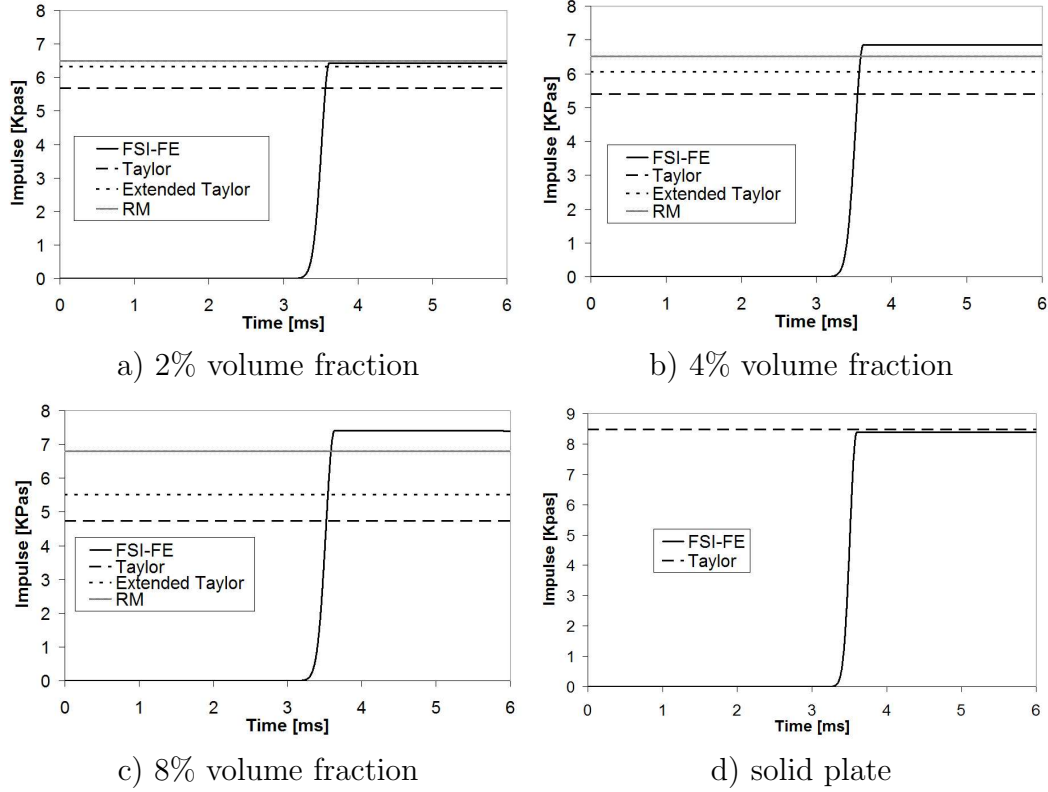 8
7
6
5
4
3
2
1
0
Impulse [Kpas]
FSI-FE
Taylor
Extended Taylor
RM
0 1 2 3 4 5 6
Time [ms]
a) 2% volume fraction
8
7
6
5
4
3
2
1
0
Impulse [KPas]
FSI-FE
Taylor
Extended Taylor
RM
0 1 2 3 4 5 6
Time [ms]
b) 4% volume fraction
8
7
6
5
4
3
2
1
0
Impulse [KPas]
FSI-FE
Taylor
Extended Taylor
RM
0 1 2 3 4 5 6
Time [ms]
c) 8% volume fraction
9
8
7
6
5
4
3
2
1
0
Impulse [Kpas]
FSI-FE
Taylor
0 1 2 3 4 5 6
Time [ms]
d) solid plate